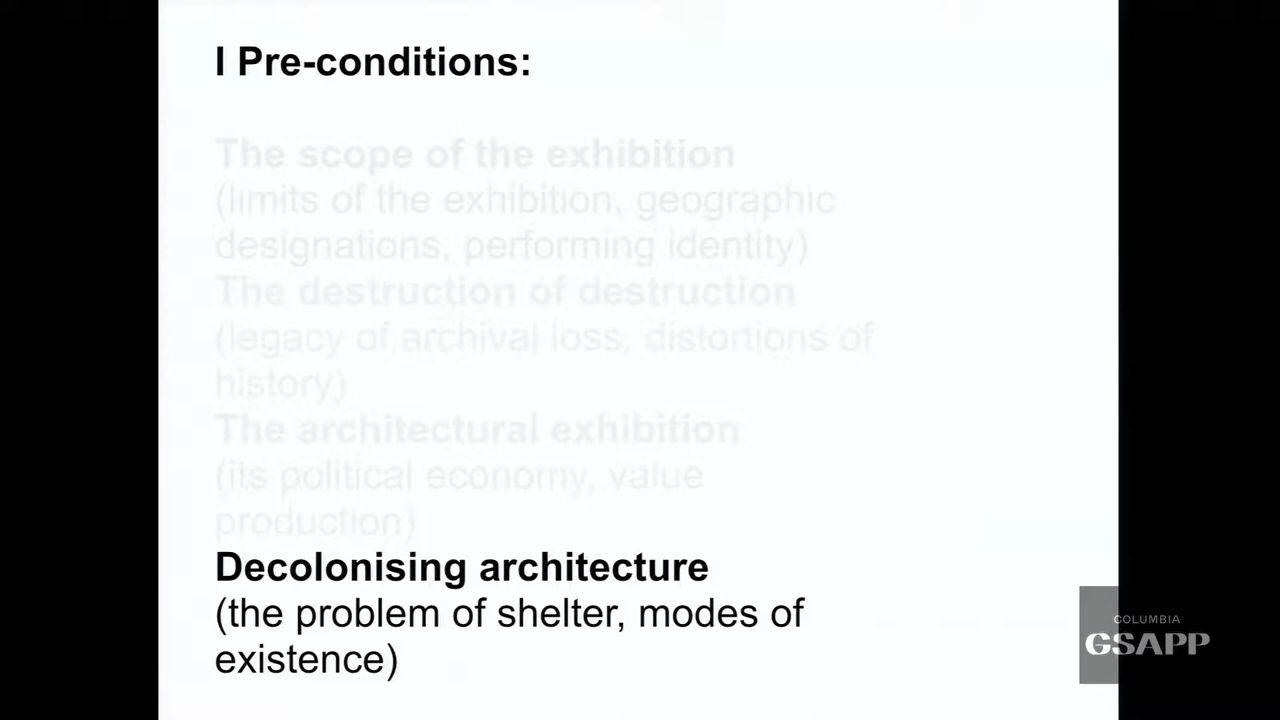 I Pre-conditions:
The scope of the exhibition
(limits of the exhibition, geographic
designations, performing identity)
The destruction of destruction
(legacy of archival loss, distortions of
history)
The architectural exhibition
(its political economy, value
production)
Decolonising architecture
(the problem of shelter, modes of
existence)
COLUMBIA
GSAPP